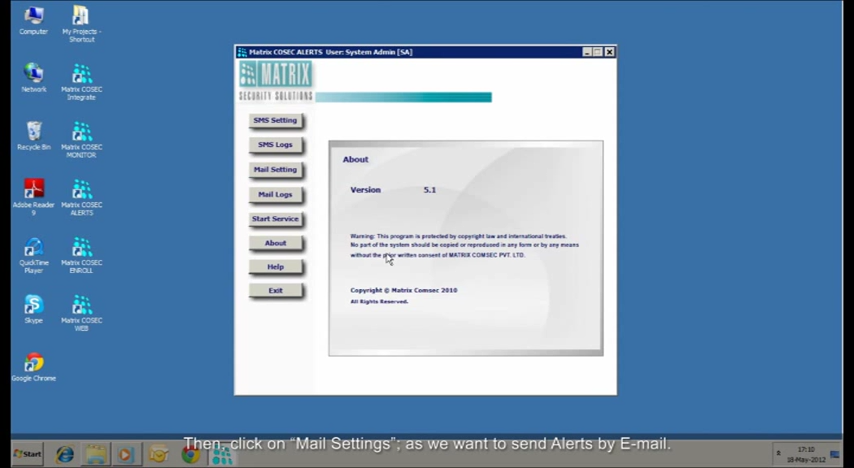 Computer
My Projects -
Shortcut
Network
Matrix COSEC
Integrate
Recycle Bin
Matrix COSEC
MONITOR
Adobe Reader
9
Matrix COSEC
ALERTS
QuickTime
Player
Matrix COSEC
ENROLL
Skype
Matrix COSEC
WEB
Google Chrome
Matrix COSEC ALERTS User: System Admin [SA]
MATRIX
SECURITY SOLUTIONS
SMS Setting
SMS Logs
Mail Setting
Mail Logs
Start Service
About
Help
Exit
About
Version 5.1
Warning: This program is protected by copyright law and international treaties.
No part of the system should be copied or reproduced in any form or by any means
without the prior written consent of MATRIX COMSEC PVT. LTD.
Copyright © Matrix Comsec 2010
All Rights Reserved.
Then, click on “Mail Settings”; as we want to send Alerts by E-mail.
Start
17:10
18-May-2012